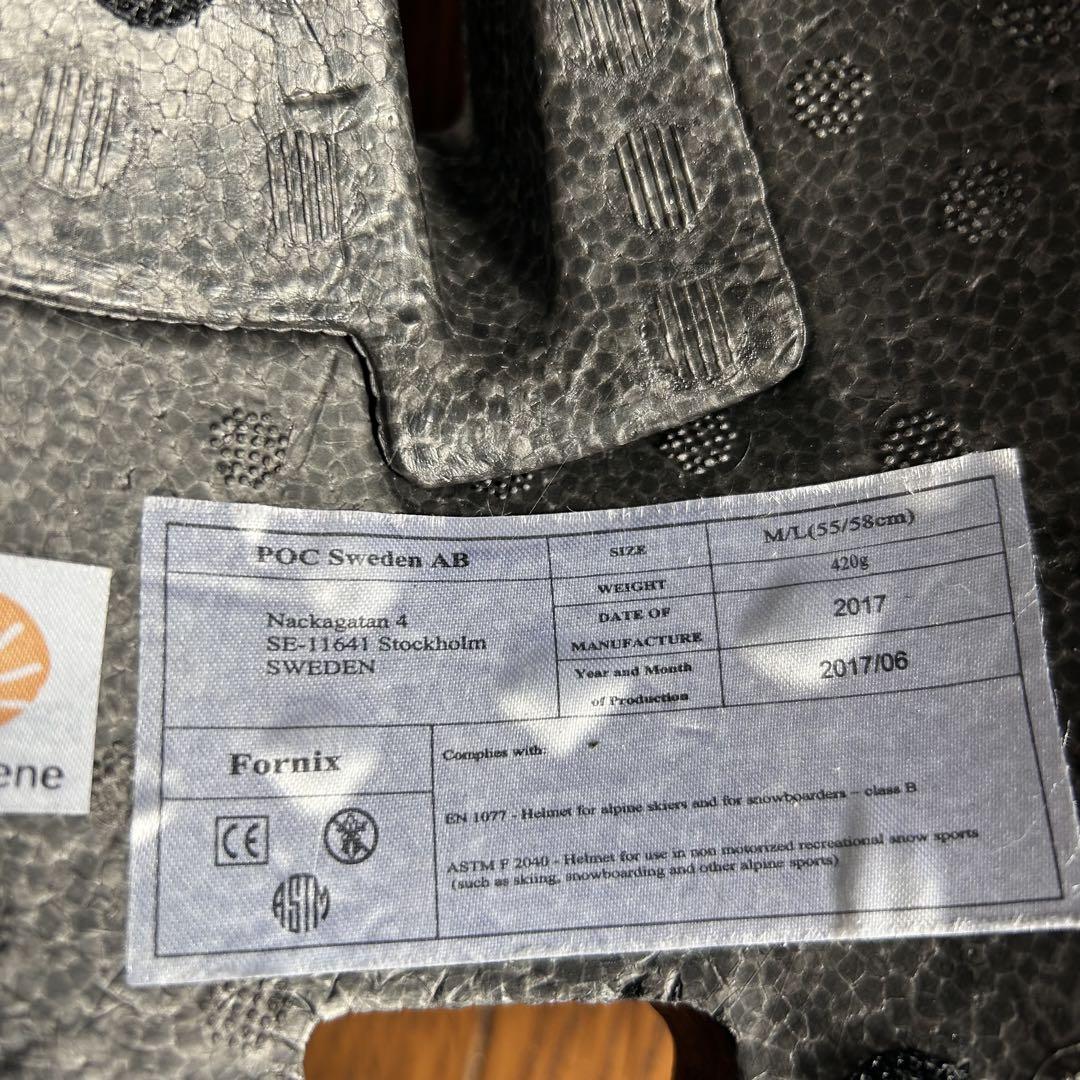 POC Sweden AB
Nackagatan 4
SE-11641 Stockholm
SWEDEN
SIZE
M/L(55/58cm)
WEIGHT
420g
DATE OF
MANUFACTURE
2017
Year and Month
of Production
2017/06
Fornix
CE
ASTM
Complies with:
EN 1077 - Helmet for alpine skiers and for snowboarders – class B
ASTM F 2040 - Helmet for use in non motorized recreational snow sports
(such as skiing, snowboarding and other alpine sports)
ene